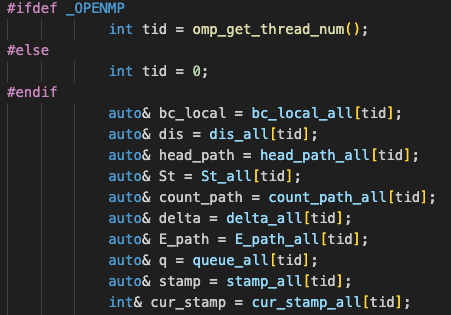 #ifdef _OPENMP
int tid = omp_get_thread_num();
#else
int tid = 0;
#endif
auto& bc_local = bc_local_all[tid];
auto& dis = dis_all[tid];
auto& head_path = head_path_all[tid];
auto& St = St_all[tid];
auto& count_path = count_path_all[tid];
auto& delta = delta_all[tid];
auto& E_path = E_path_all[tid];
auto& q = queue_all[tid];
auto& stamp = stamp_all[tid];
int& cur_stamp = cur_stamp_all[tid];